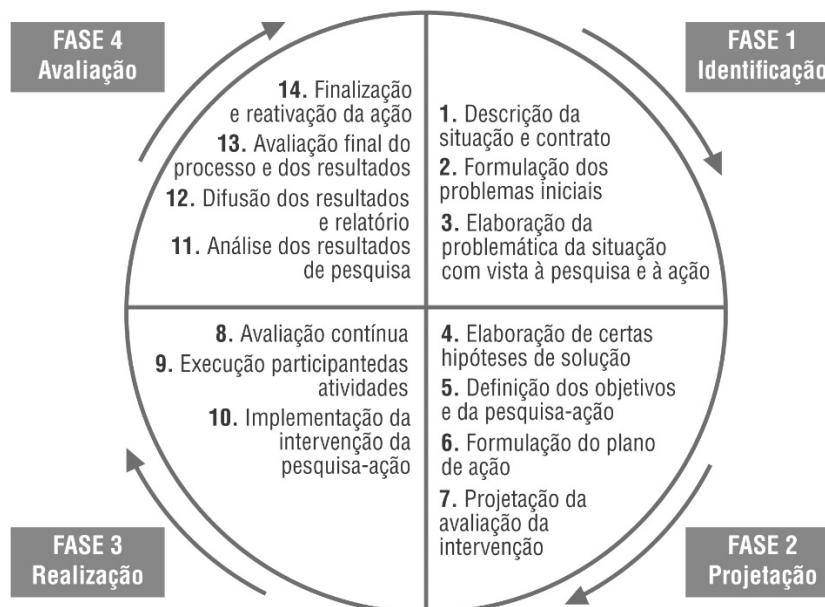 FASE 4
Avaliação
FASE 1
Identificação
14. Finalização
e reativação da ação
13. Avaliação final do
processo e dos resultados
12. Difusão dos resultados
e relatório
11. Análise dos resultados
de pesquisa
1. Descrição da
situação e contrato
2. Formulação dos
problemas iniciais
3. Elaboração da
problemática da situação
com vista à pesquisa e à ação
8. Avaliação contínua
9. Execução participantedas
atividades
10. Implementação da
intervenção da
pesquisa-ação
4. Elaboração de certas
hipóteses de solução
5. Definição dos objetivos
e da pesquisa-ação
6. Formulação do plano
de ação
7. Projetação da
avaliação da
intervenção
FASE 3
Realização
FASE 2
Projetação